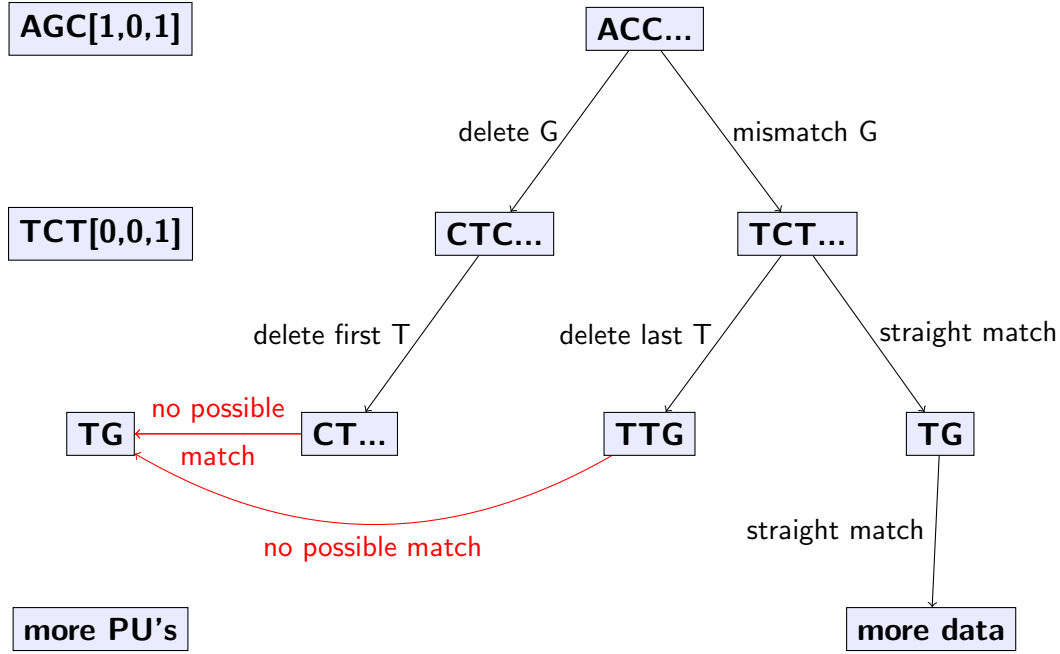 AGC[1,0,1]
ACC...
delete G
mismatch G
TCT[0,0,1]
CTC...
TCT...
delete first T
delete last T
straight match
no possible
match
TG
CT...
TTG
TG
no possible match
straight match
more PU's
more data